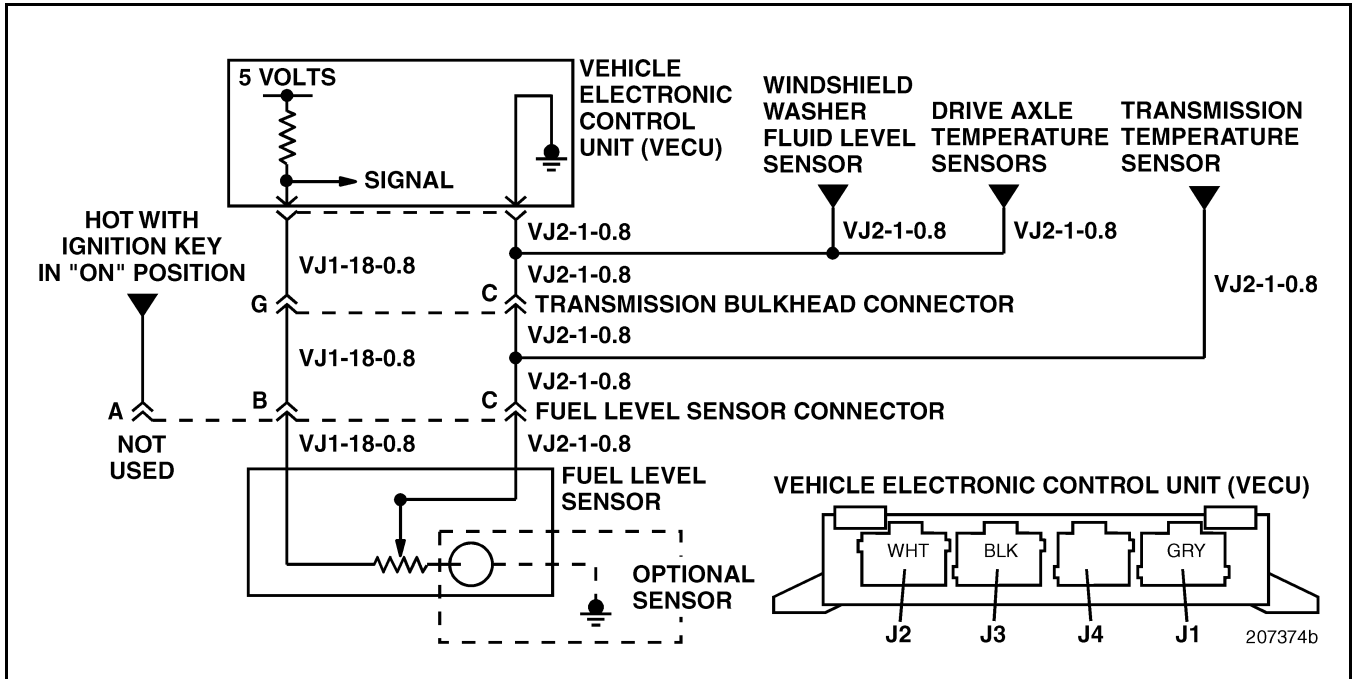 5 VOLTS
VEHICLE
ELECTRONIC
CONTROL
UNIT (VECU)
WINDSHIELD
WASHER
FLUID LEVEL
SENSOR
DRIVE AXLE
TEMPERATURE
SENSORS
TRANSMISSION
TEMPERATURE
SENSOR
SIGNAL
HOT WITH
IGNITION KEY
IN "ON" POSITION
VJ2-1-0.8
VJ2-1-0.8
VJ2-1-0.8
VJ1-18-0.8
VJ2-1-0.8
VJ2-1-0.8
G
C
TRANSMISSION BULKHEAD CONNECTOR
VJ2-1-0.8
VJ1-18-0.8
VJ2-1-0.8
A
B
C
FUEL LEVEL SENSOR CONNECTOR
NOT
USED
VJ1-18-0.8
VJ2-1-0.8
FUEL LEVEL
SENSOR
OPTIONAL
SENSOR
VEHICLE ELECTRONIC CONTROL UNIT (VECU)
WHT
BLK
GRY
J2
J3
J4
J1
207374b